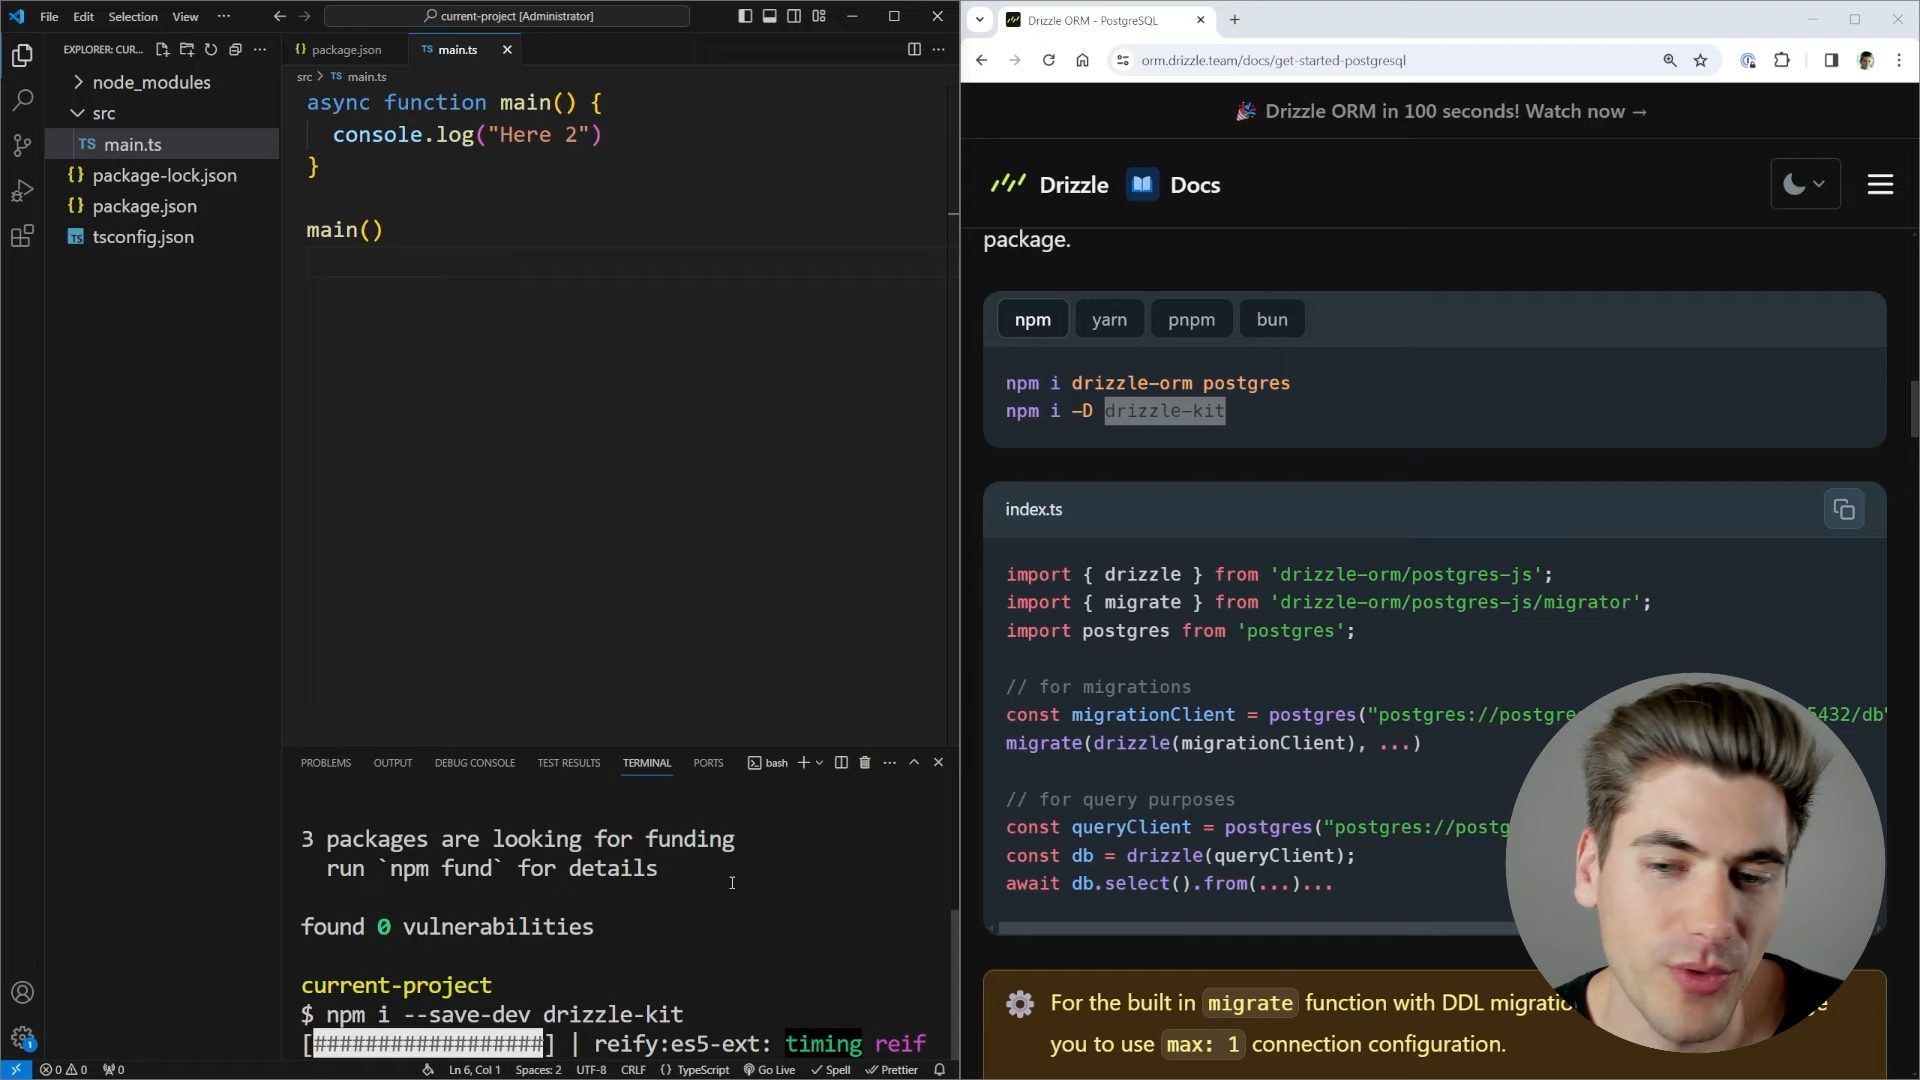 File Edit Selection View ···
current-project [Administrator]
EXPLORER: CUR...
node_modules
src
TS main.ts
{} package-lock.json
{} package.json
TS tsconfig.json
{} package.json
TS main.ts
src > TS main.ts
async function main() {
console.log("Here 2")
}
main()
PROBLEMS OUTPUT DEBUG CONSOLE TEST RESULTS TERMINAL PORTS
bash
3 packages are looking for funding
run `npm fund` for details
found 0 vulnerabilities
current-project
$ npm i --save-dev drizzle-kit
[##################] | reify:es5-ext: timing reif
0 0 0
Ln 6, Col 1 Spaces: 2 UTF-8 CRLF {} TypeScript Go Live Spell Prettier
Drizzle ORM - PostgreSQL
orm.drizzle.team/docs/get-started-postgresql
Drizzle ORM in 100 seconds! Watch now →
Drizzle Docs
package.
npm yarn pnpm bun
npm i drizzle-orm postgres
npm i -D drizzle-kit
index.ts
import { drizzle } from 'drizzle-orm/postgres-js';
import { migrate } from 'drizzle-orm/postgres-js/migrator';
import postgres from 'postgres';
// for migrations
const migrationClient = postgres("postgres://postgre 5432/db"
migrate(drizzle(migrationClient), ...)
// for query purposes
const queryClient = postgres("postgres://postg
const db = drizzle(queryClient);
await db.select().from(...)...
For the built in migrate function with DDL migratio
you to use max: 1 connection configuration.